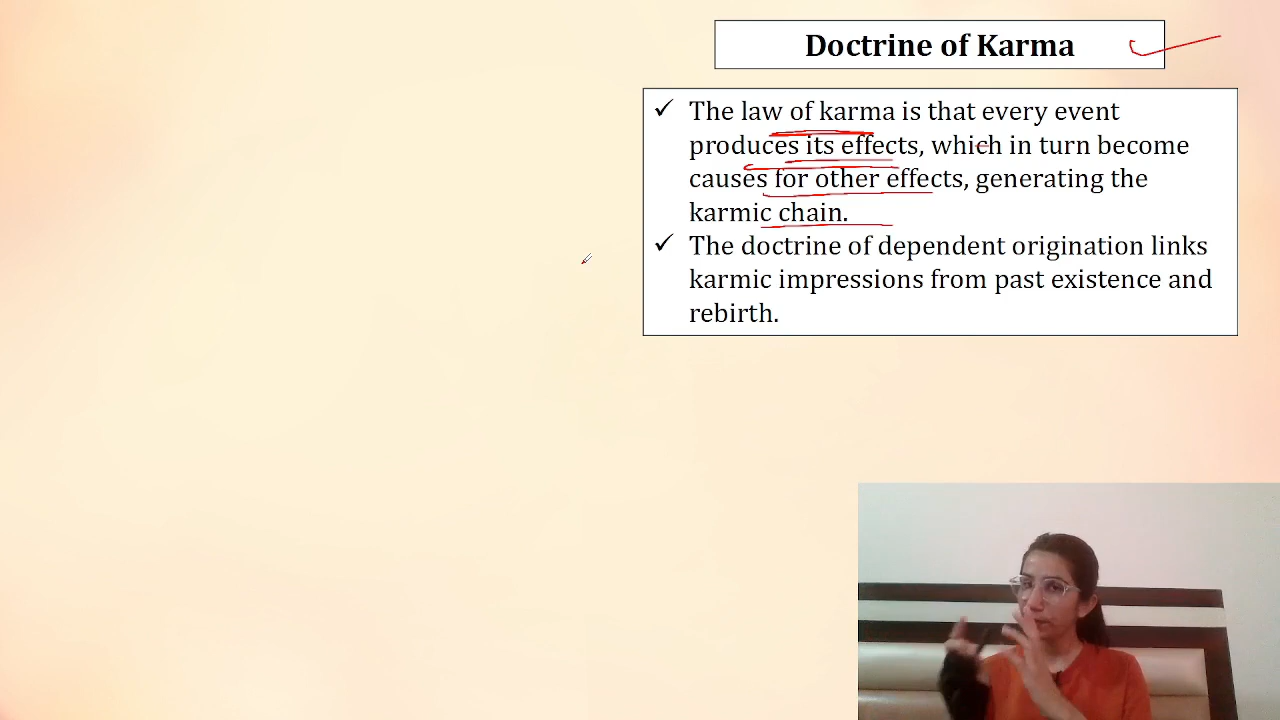 Doctrine of Karma
✓ The law of karma is that every event
produces its effects, which in turn become
causes for other effects, generating the
karmic chain.
✓ The doctrine of dependent origination links
karmic impressions from past existence and
rebirth.